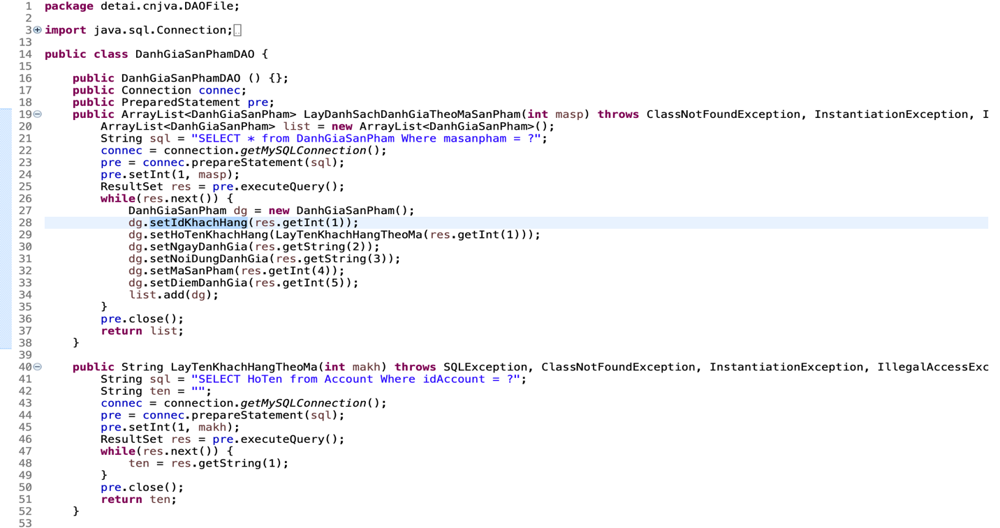 1 package detai.cnjva.DAOFile;
2
3 import java.sql.Connection;
13
14 public class DanhGiaSanPhamDAO {
15
16     public DanhGiaSanPhamDAO () {};
17     public Connection connec;
18     public PreparedStatement pre;
19     public ArrayList<DanhGiaSanPham> LayDanhSachDanhGiaTheoMaSanPham(int masp) throws ClassNotFoundException, InstantiationException, I
20         ArrayList<DanhGiaSanPham> list = new ArrayList<DanhGiaSanPham>();
21         String sql = "SELECT * from DanhGiaSanPham Where masanpham = ?";
22         connec = connection.getMySQLConnection();
23         pre = connec.prepareStatement(sql);
24         pre.setInt(1, masp);
25         ResultSet res = pre.executeQuery();
26         while(res.next()) {
27             DanhGiaSanPham dg = new DanhGiaSanPham();
28             dg.setIdKhachHang(res.getInt(1));
29             dg.setHoTenKhachHang(LayTenKhachHangTheoMa(res.getInt(1)));
30             dg.setNgayDanhGia(res.getString(2));
31             dg.setNoiDungDanhGia(res.getString(3));
32             dg.setMaSanPham(res.getInt(4));
33             dg.setDiemDanhGia(res.getInt(5));
34             list.add(dg);
35         }
36         pre.close();
37         return list;
38     }
39
40     public String LayTenKhachHangTheoMa(int makh) throws SQLException, ClassNotFoundException, InstantiationException, IllegalAccessExc
41         String sql = "SELECT HoTen from Account Where idAccount = ?";
42         String ten = "";
43         connec = connection.getMySQLConnection();
44         pre = connec.prepareStatement(sql);
45         pre.setInt(1, makh);
46         ResultSet res = pre.executeQuery();
47         while(res.next()) {
48             ten = res.getString(1);
49         }
50         pre.close();
51         return ten;
52     }
53